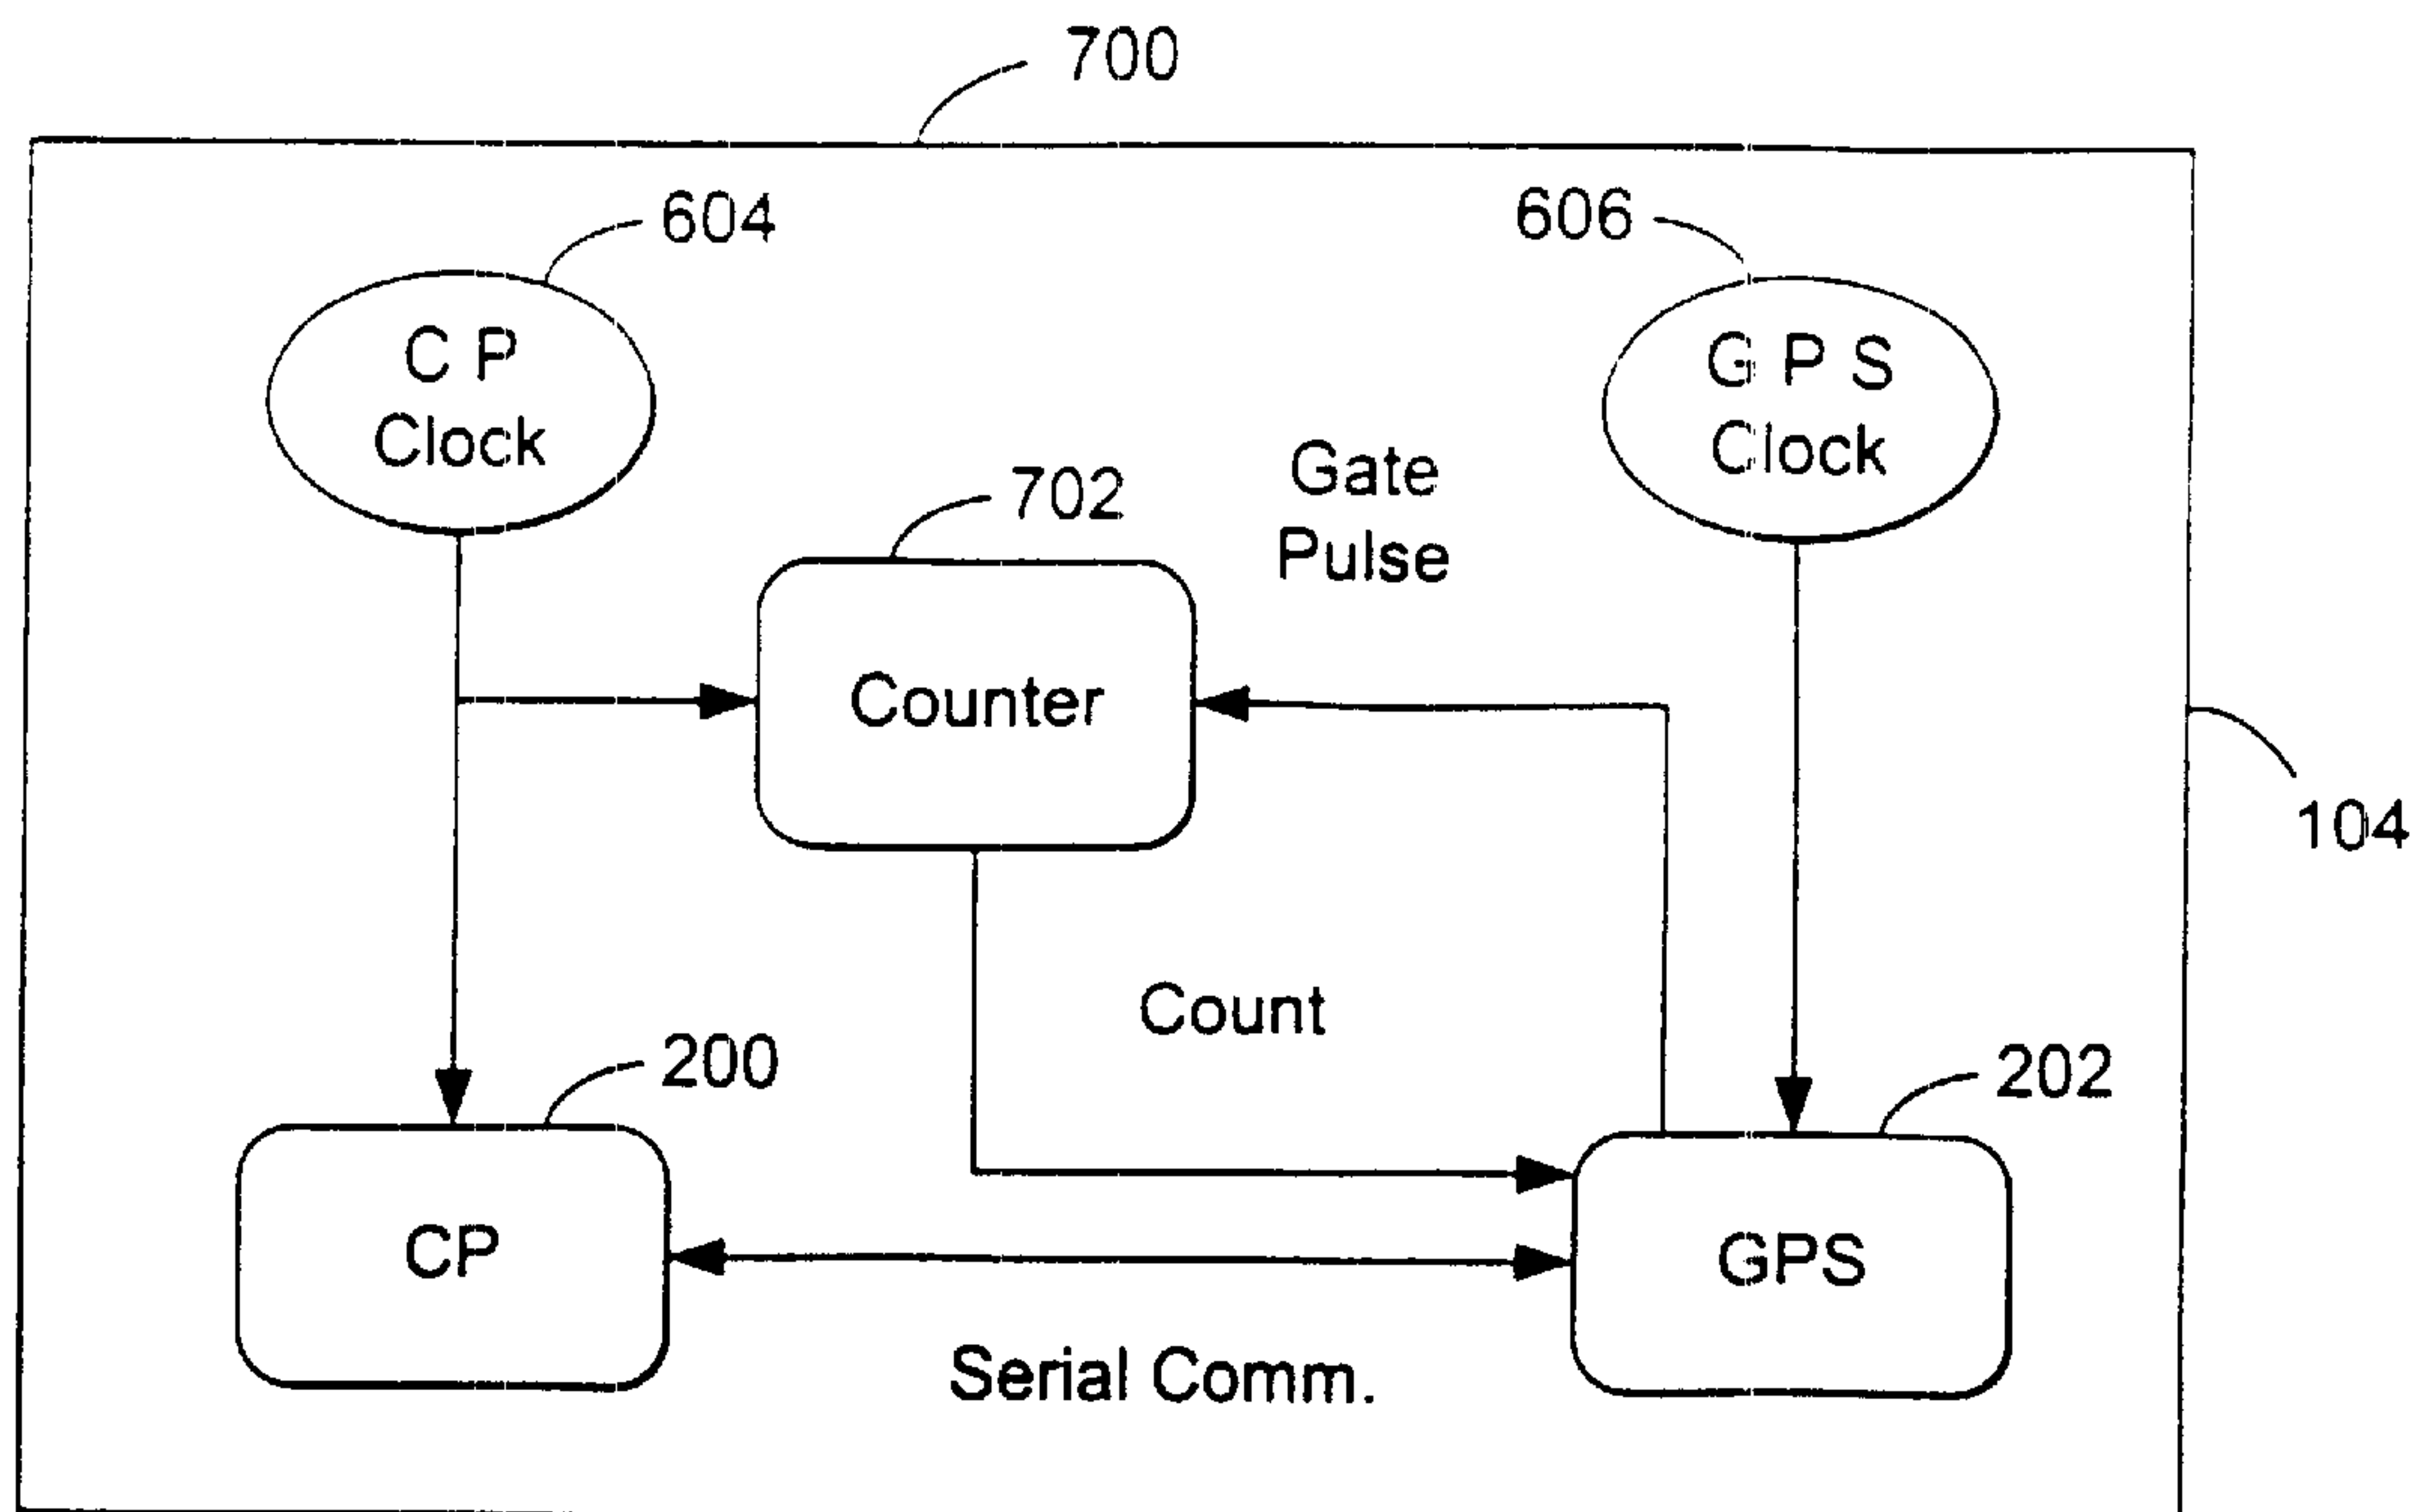 700
604
606
C P
Clock
G P S
Clock
702
Gate
Pulse
Counter
104
Count
200
202
CP
GPS
Serial Comm.